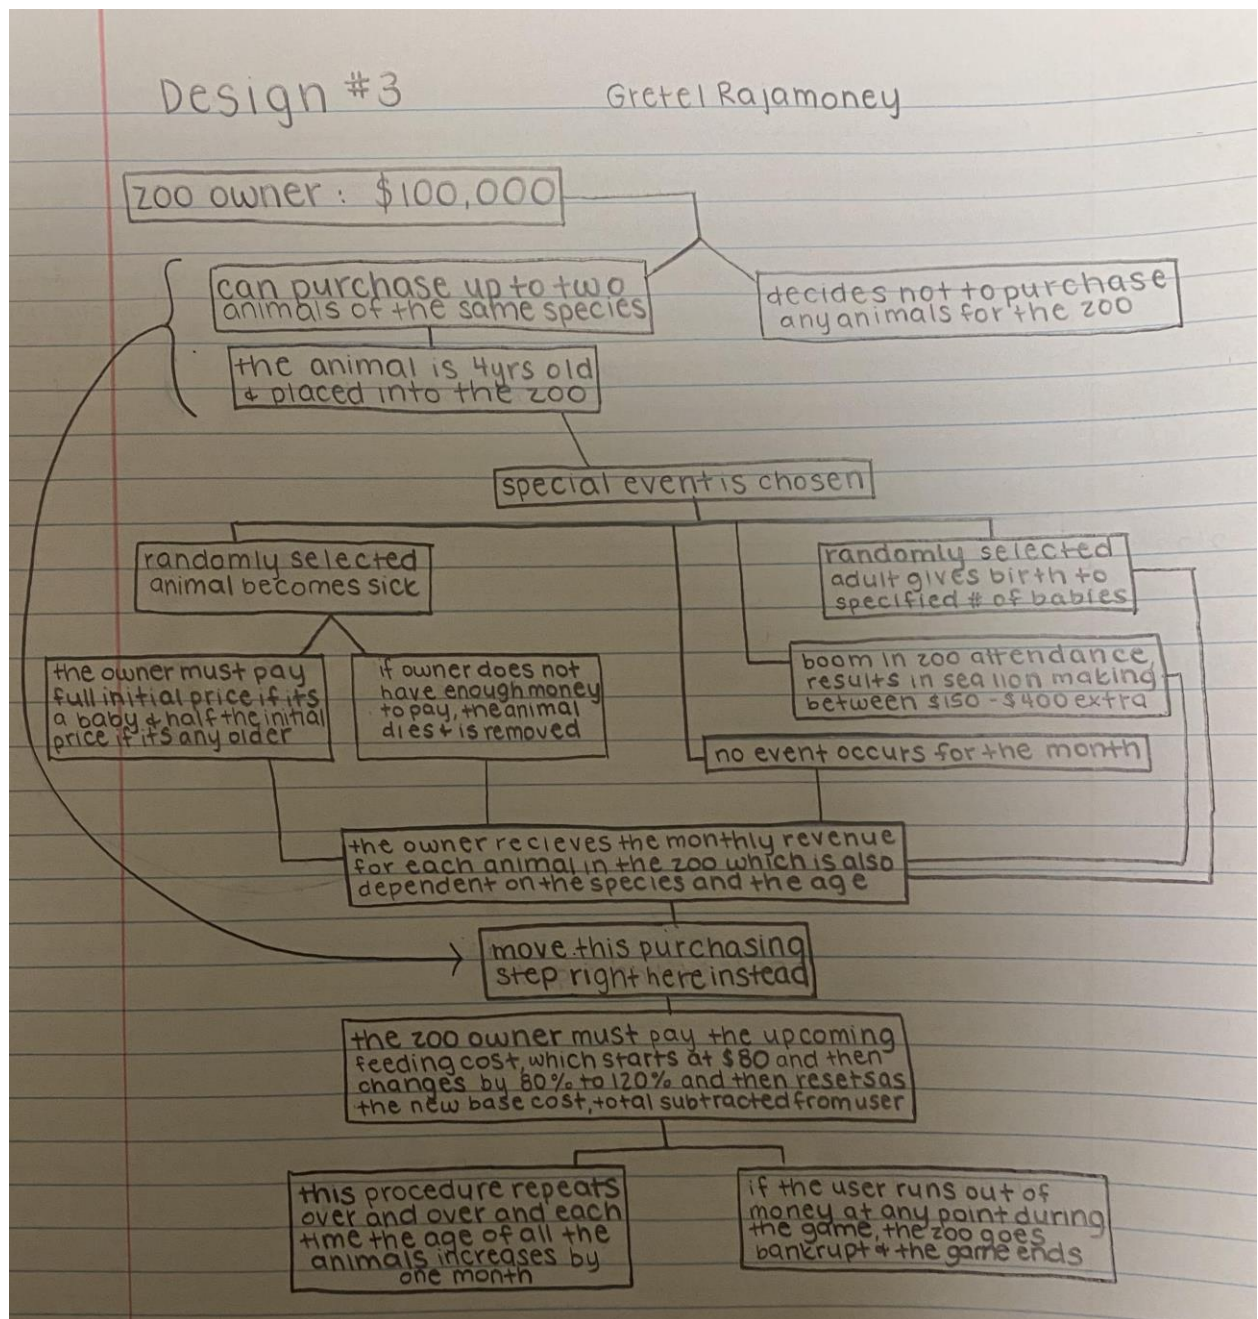 Design #3
Gretel Rajamoney
zoo owner: $100,000
can purchase up to two
animals of the same species
decides not to purchase
any animals for the zoo
the animal is 4yrs old
& placed into the zoo
special event is chosen
randomly selected
animal becomes sick
randomly selected
adult gives birth to
specified # of babies
the owner must pay
full initial price if its
a baby & half the initial
price if its any older
if owner does not
have enough money
to pay, the animal
dies & is removed
boom in zoo attendance,
results in sea lion making
between $150 - $400 extra
no event occurs for the month
the owner recieves the monthly revenue
for each animal in the zoo which is also
dependent on the species and the age
move this purchasing
step right here instead
the zoo owner must pay the upcoming
feeding cost, which starts at $80 and then
changes by 80% to 120% and then resets as
the new base cost, total subtracted from user
this procedure repeats
over and over and each
time the age of all the
animals increases by
one month
if the user runs out of
money at any point during
the game, the zoo goes
bankrupt & the game ends